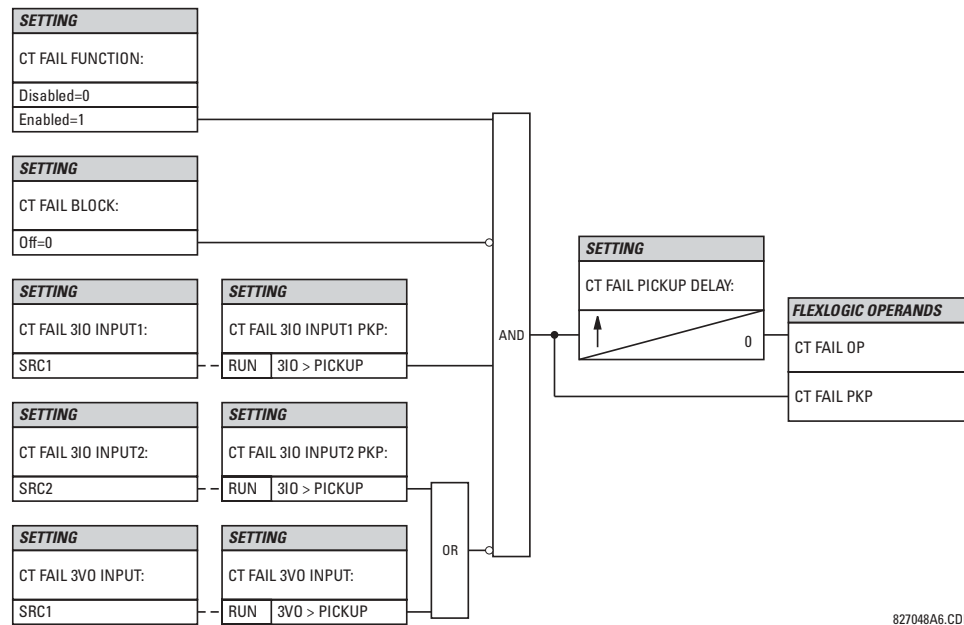 SETTING
CT FAIL FUNCTION:
Disabled=0
Enabled=1
SETTING
CT FAIL BLOCK:
Off=0
SETTING
CT FAIL 3IO INPUT1:
SRC1
SETTING
CT FAIL 3IO INPUT1 PKP:
RUN 3IO > PICKUP
SETTING
CT FAIL 3IO INPUT2:
SRC2
SETTING
CT FAIL 3IO INPUT2 PKP:
RUN 3IO > PICKUP
SETTING
CT FAIL 3VO INPUT:
SRC1
SETTING
CT FAIL 3VO INPUT:
RUN 3VO > PICKUP
OR
AND
SETTING
CT FAIL PICKUP DELAY:
0
FLEXLOGIC OPERANDS
CT FAIL OP
CT FAIL PKP
827048A6.CD